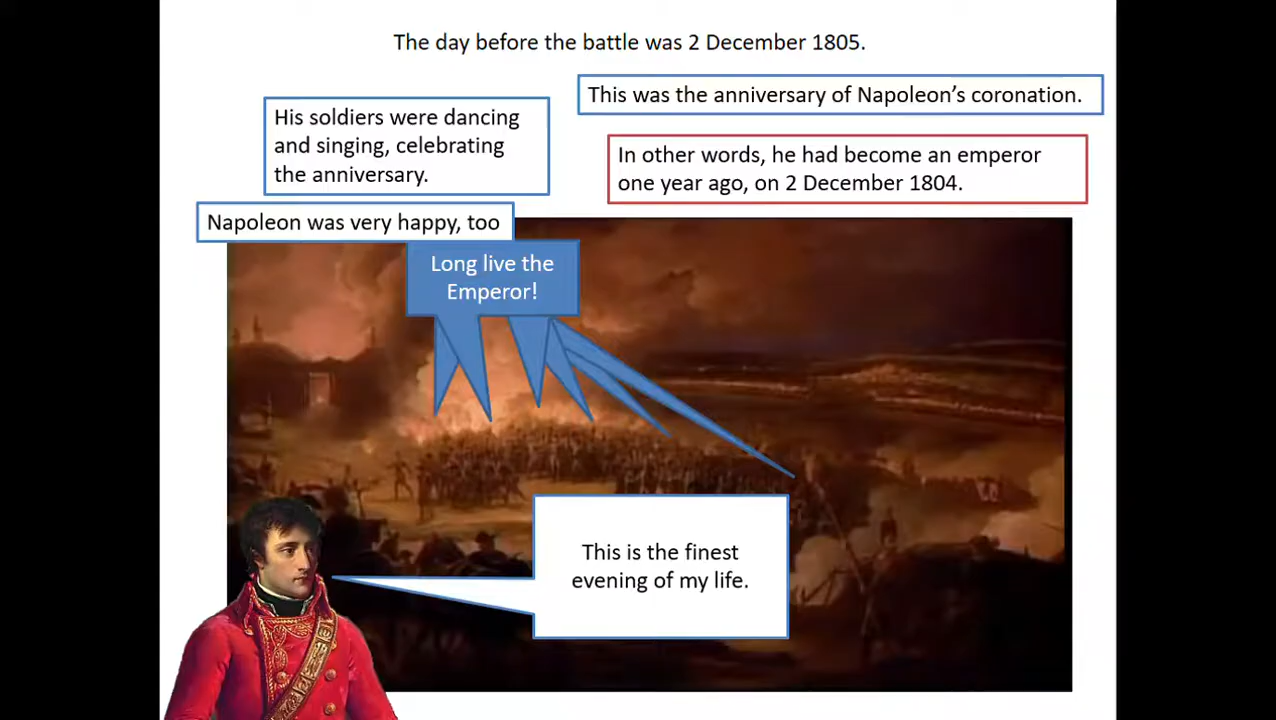 The day before the battle was 2 December 1805.
This was the anniversary of Napoleon’s coronation.
His soldiers were dancing
and singing, celebrating
the anniversary.
In other words, he had become an emperor
one year ago, on 2 December 1804.
Napoleon was very happy, too
Long live the
Emperor!
This is the finest
evening of my life.